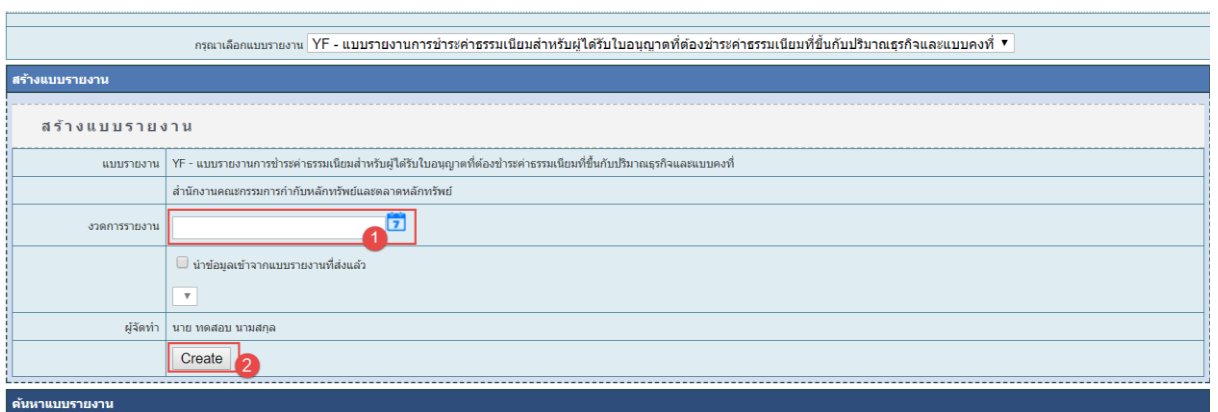 กรุณาเลือกแบบรายงาน YF - แบบรายงานการชำระค่าธรรมเนียมสำหรับผู้ได้รับใบอนุญาตที่ต้องชำระค่าธรรมเนียมที่ขึ้นกับปริมาณธุรกิจและแบบคงที่
สร้างแบบรายงาน
สร้างแบบรายงาน
แบบรายงาน YF - แบบรายงานการชำระค่าธรรมเนียมสำหรับผู้ได้รับใบอนุญาตที่ต้องชำระค่าธรรมเนียมที่ขึ้นกับปริมาณธุรกิจและแบบคงที่
สำนักงานคณะกรรมการกำกับหลักทรัพย์และตลาดหลักทรัพย์
งวดการรายงาน 7 1
นำข้อมูลเข้าจากแบบรายงานที่ส่งแล้ว
ผู้จัดทำ นาย ทดสอบ นามสกุล
Create 2
ค้นหาแบบรายงาน